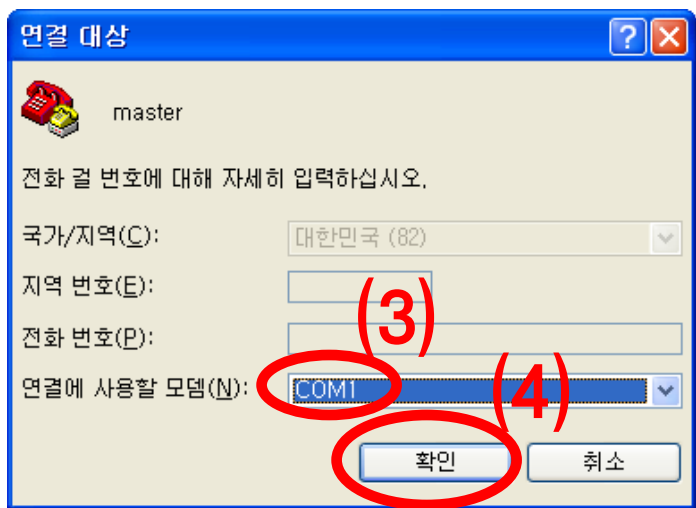 연결 대상
master
전화 걸 번호에 대해 자세히 입력하십시오.
국가/지역(C): 대한민국 (82)
지역 번호(E):
(3)
전화 번호(P):
연결에 사용할 모뎀(N): COM1
(4)
확인 취소